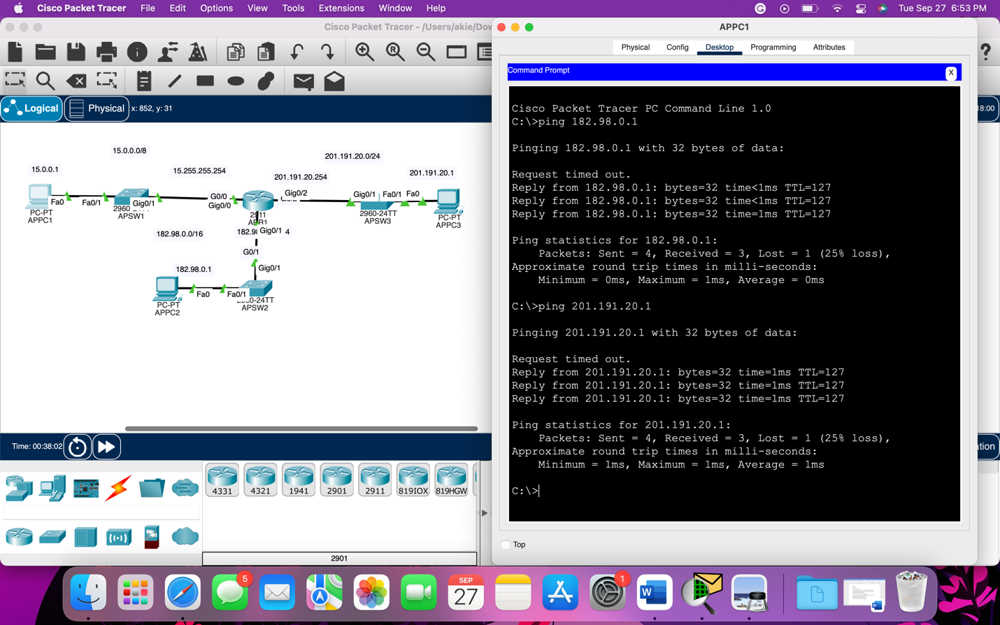 Cisco Packet Tracer File Edit Options View Tools Extensions Window Help
Tue Sep 27 6:53 PM
Cisco Packet Tracer - /Users/akie/Dow
Logical
Physical
x: 852, y: 31
18:00
15.0.0.0/8
15.0.0.1
15.255.255.254
201.191.20.0/24
201.191.20.254
201.191.20.1
Fa0
Fa0/1
Gig0/1
G0/0
Gig0/0
Gig0/2
Gig0/1
Fa0/1
Fa0
PC-PT
APPC1
2960
APSW1
2911
2960-24TT
APSW3
PC-PT
APPC3
182.98.0.0/16
182.9
Gig0/1
4
G0/1
182.98.0.1
Gig0/1
Fa0
Fa0/1
PC-PT
APPC2
0-24TT
APSW2
Time: 00:38:02
4331
4321
1941
2901
2911
819IOX
819HGW
2901
APPC1
Physical Config Desktop Programming Attributes
Command Prompt
X
Cisco Packet Tracer PC Command Line 1.0
C:\>ping 182.98.0.1
Pinging 182.98.0.1 with 32 bytes of data:
Request timed out.
Reply from 182.98.0.1: bytes=32 time<1ms TTL=127
Reply from 182.98.0.1: bytes=32 time<1ms TTL=127
Reply from 182.98.0.1: bytes=32 time=1ms TTL=127
Ping statistics for 182.98.0.1:
Packets: Sent = 4, Received = 3, Lost = 1 (25% loss),
Approximate round trip times in milli-seconds:
Minimum = 0ms, Maximum = 1ms, Average = 0ms
C:\>ping 201.191.20.1
Pinging 201.191.20.1 with 32 bytes of data:
Request timed out.
Reply from 201.191.20.1: bytes=32 time=1ms TTL=127
Reply from 201.191.20.1: bytes=32 time=1ms TTL=127
Reply from 201.191.20.1: bytes=32 time=1ms TTL=127
Ping statistics for 201.191.20.1:
Packets: Sent = 4, Received = 3, Lost = 1 (25% loss),
Approximate round trip times in milli-seconds:
Minimum = 1ms, Maximum = 1ms, Average = 1ms
C:\>
Top
?
ation
5
SEP
27
1
W